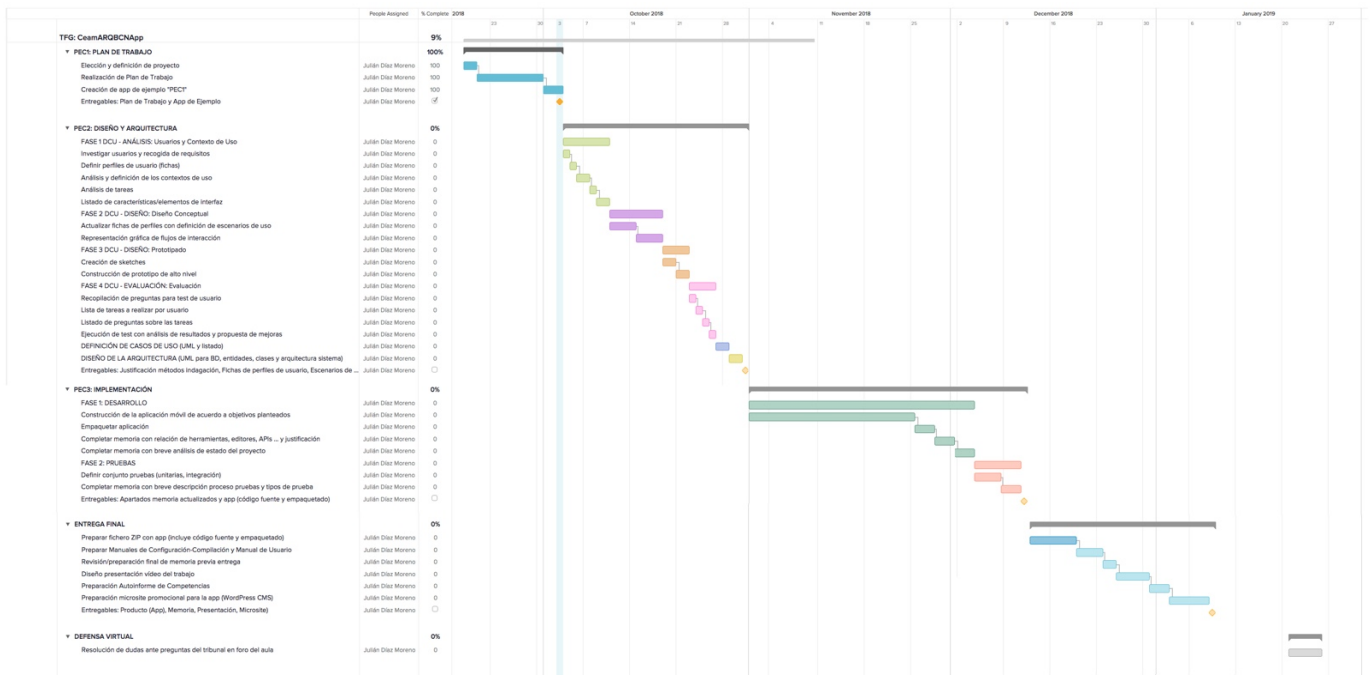 People Assigned % Complete 2018 October 2018 November 2018 December 2018 January 2019
23 30 3 7 14 21 28 4 11 18 25 2 9 16 23 30 6 13 20 27
TFG: CeamARQBCNApp 9%
PEC1: PLAN DE TRABAJO 100%
Elección y definición de proyecto Julián Díaz Moreno 100
Realización de Plan de Trabajo Julián Díaz Moreno 100
Creación de app de ejemplo "PEC1" Julián Díaz Moreno 100
Entregables: Plan de Trabajo y App de Ejemplo Julián Díaz Moreno
PEC2: DISEÑO Y ARQUITECTURA 0%
FASE 1 DCU - ANÁLISIS: Usuarios y Contexto de Uso Julián Díaz Moreno 0
Investigar usuarios y recogida de requisitos Julián Díaz Moreno 0
Definir perfiles de usuario (fichas) Julián Díaz Moreno 0
Análisis y definición de los contextos de uso Julián Díaz Moreno 0
Análisis de tareas Julián Díaz Moreno 0
Listado de características/elementos de interfaz Julián Díaz Moreno 0
FASE 2 DCU - DISEÑO: Diseño Conceptual Julián Díaz Moreno 0
Actualizar fichas de perfiles con definición de escenarios de uso Julián Díaz Moreno 0
Representación gráfica de flujos de interacción Julián Díaz Moreno 0
FASE 3 DCU - DISEÑO: Prototipado Julián Díaz Moreno 0
Creación de sketches Julián Díaz Moreno 0
Construcción de prototipo de alto nivel Julián Díaz Moreno 0
FASE 4 DCU - EVALUACIÓN: Evaluación Julián Díaz Moreno 0
Recopilación de preguntas para test de usuario Julián Díaz Moreno 0
Lista de tareas a realizar por usuario Julián Díaz Moreno 0
Listado de preguntas sobre las tareas Julián Díaz Moreno 0
Ejecución de test con análisis de resultados y propuesta de mejoras Julián Díaz Moreno 0
DEFINICIÓN DE CASOS DE USO (UML y listado) Julián Díaz Moreno 0
DISEÑO DE LA ARQUITECTURA (UML para BD, entidades, clases y arquitectura sistema) Julián Díaz Moreno 0
Entregables: Justificación métodos Indagación, Fichas de perfiles de usuario, Escenarios de ... Julián Díaz Moreno
PEC3: IMPLEMENTACIÓN 0%
FASE 1: DESARROLLO Julián Díaz Moreno 0
Construcción de la aplicación móvil de acuerdo a objetivos planteados Julián Díaz Moreno 0
Empaquetar aplicación Julián Díaz Moreno 0
Completar memoria con relación de herramientas, editores, APIs ... y justificación Julián Díaz Moreno 0
Completar memoria con breve análisis de estado del proyecto Julián Díaz Moreno 0
FASE 2: PRUEBAS Julián Díaz Moreno 0
Definir conjunto pruebas (unitarias, integración) Julián Díaz Moreno 0
Completar memoria con breve descripción proceso pruebas y tipos de prueba Julián Díaz Moreno 0
Entregables: Apartados memoria actualizados y app (código fuente y empaquetado) Julián Díaz Moreno
ENTREGA FINAL 0%
Preparar fichero ZIP con app (incluye código fuente y empaquetado) Julián Díaz Moreno 0
Preparar Manuales de Configuración-Compilación y Manual de Usuario Julián Díaz Moreno 0
Revisión/preparación final de memoria previa entrega Julián Díaz Moreno 0
Diseño presentación vídeo del trabajo Julián Díaz Moreno 0
Preparación Autoinforme de Competencias Julián Díaz Moreno 0
Preparación microsite promocional para la app (WordPress CMS) Julián Díaz Moreno 0
Entregables: Producto (App), Memoria, Presentación, Microsite) Julián Díaz Moreno
DEFENSA VIRTUAL 0%
Resolución de dudas ante preguntas del tribunal en foro del aula Julián Díaz Moreno 0